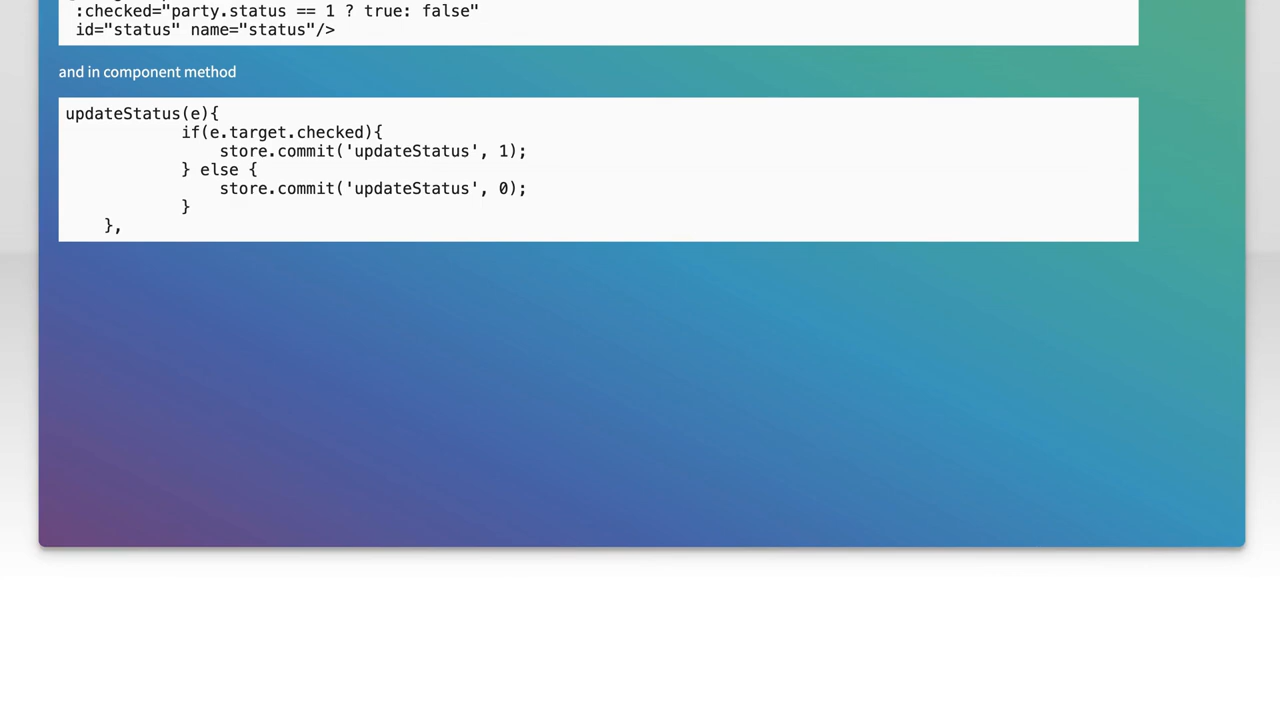 :checked="party.status == 1 ? true: false"
id="status" name="status"/>
and in component method
updateStatus(e){
if(e.target.checked){
store.commit('updateStatus', 1);
} else {
store.commit('updateStatus', 0);
}
},